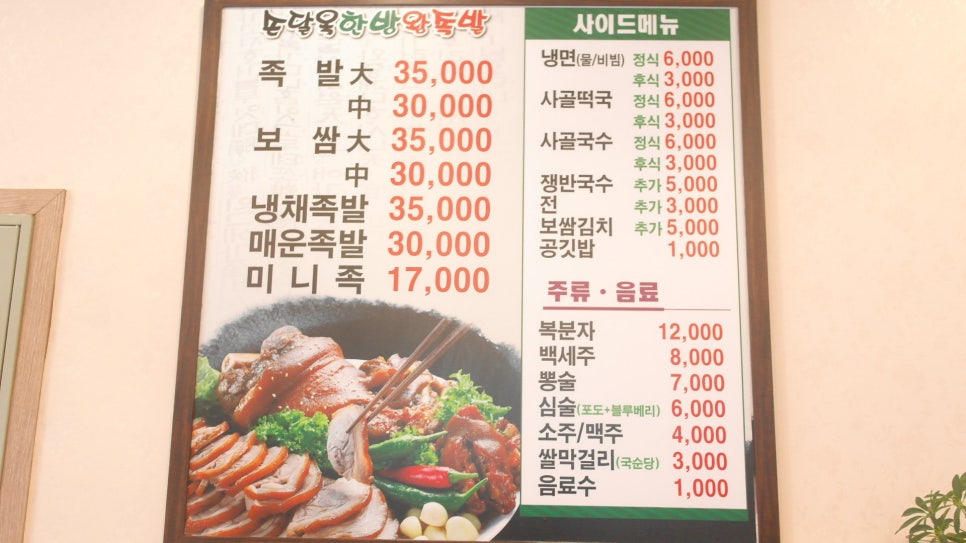 손달옥한방왕족발
족 발 大 35,000
中 30,000
보 쌈 大 35,000
中 30,000
냉채족발 35,000
매운족발 30,000
미 니 족 17,000
사이드메뉴
냉면(물/비빔) 정식 6,000
후식 3,000
사골떡국 정식 6,000
후식 3,000
사골국수 정식 6,000
후식 3,000
쟁반국수 추가 5,000
전 추가 3,000
보쌈김치 추가 5,000
공깃밥 1,000
주류 · 음료
복분자 12,000
백세주 8,000
뽕술 7,000
심술(포도+블루베리) 6,000
소주/맥주 4,000
쌀막걸리(국순당) 3,000
음료수 1,000